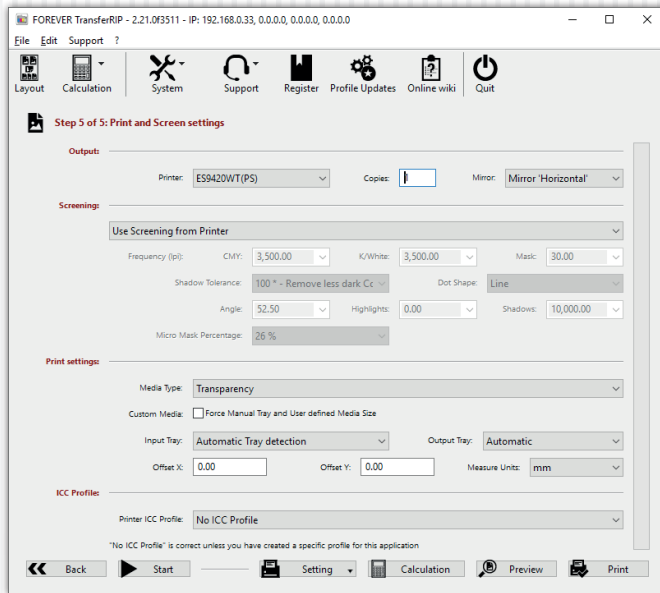 FOREVER TransferRIP - 2.21.0f3511 - IP: 192.168.0.33, 0.0.0.0, 0.0.0.0, 0.0.0.0
File Edit Support ?
Layout Calculation System Support Register Profile Updates Online wiki Quit
Step 5 of 5: Print and Screen settings
Output:
Printer: ES9420WT(PS) Copies: 1 Mirror: Mirror 'Horizontal'
Screening:
Use Screening from Printer
Frequency (lpi): CMY: 3,500.00 K/White: 3,500.00 Mask: 30.00
Shadow Tolerance: 100 * - Remove less dark Cc Dot Shape: Line
Angle: 52.50 Highlights: 0.00 Shadows: 10,000.00
Micro Mask Percentage: 26 %
Print settings:
Media Type: Transparency
Custom Media: Force Manual Tray and User defined Media Size
Input Tray: Automatic Tray detection Output Tray: Automatic
Offset X: 0.00 Offset Y: 0.00 Measure Units: mm
ICC Profile:
Printer ICC Profile: No ICC Profile
"No ICC Profile" is correct unless you have created a specific profile for this application
Back Start Setting Calculation Preview Print